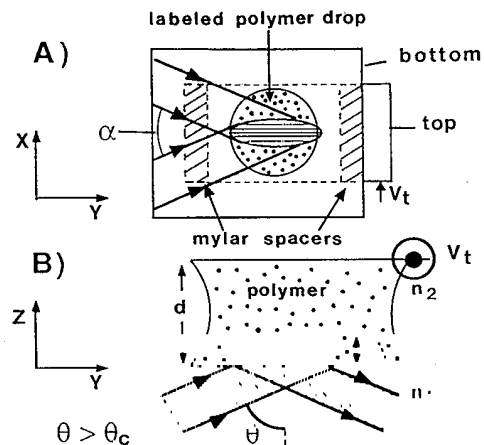 labeled polymer drop
A)
bottom
α
X
top
Y
Vt
mylar spacers
B)
Vt
polymer
n2
Z
d
Y
n
θ > θc
θ